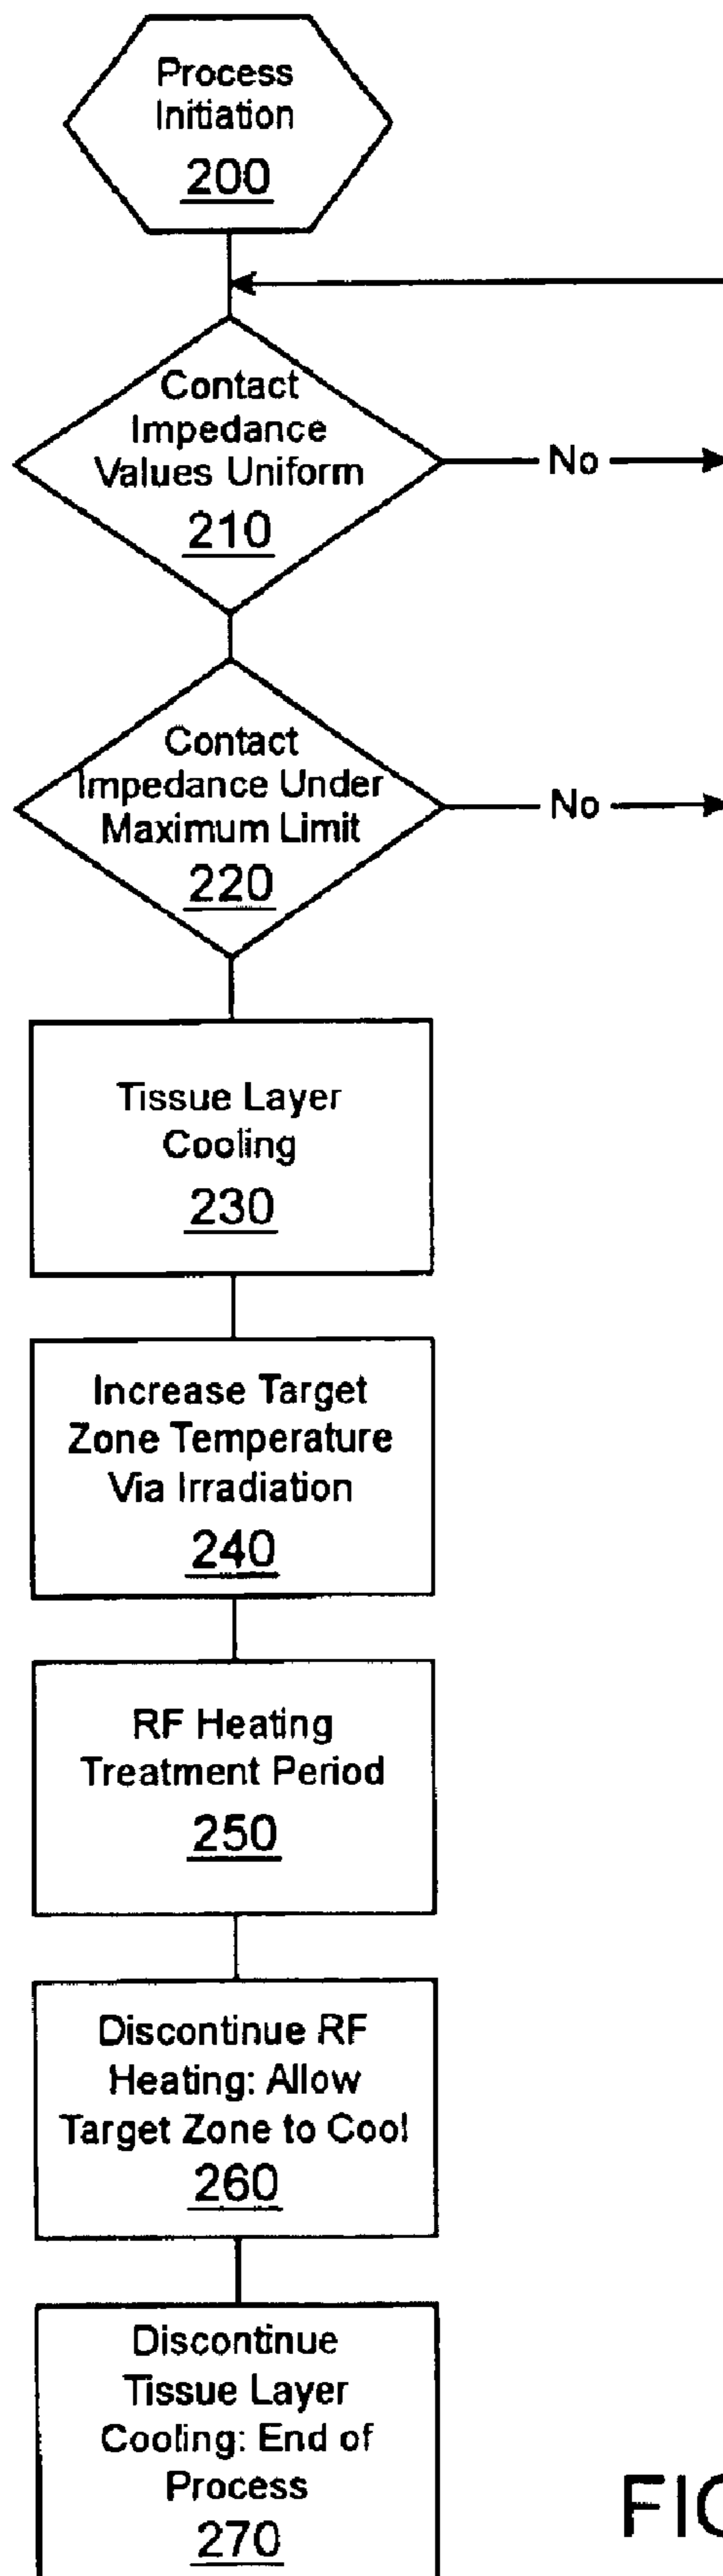 Process
Initiation
200
Contact
Impedance
Values Uniform
210
No
Contact
Impedance Under
Maximum Limit
220
No
Tissue Layer
Cooling
230
Increase Target
Zone Temperature
Via Irradiation
240
RF Heating
Treatment Period
250
Discontinue RF
Heating: Allow
Target Zone to Cool
260
Discontinue
Tissue Layer
Cooling: End of
Process
270